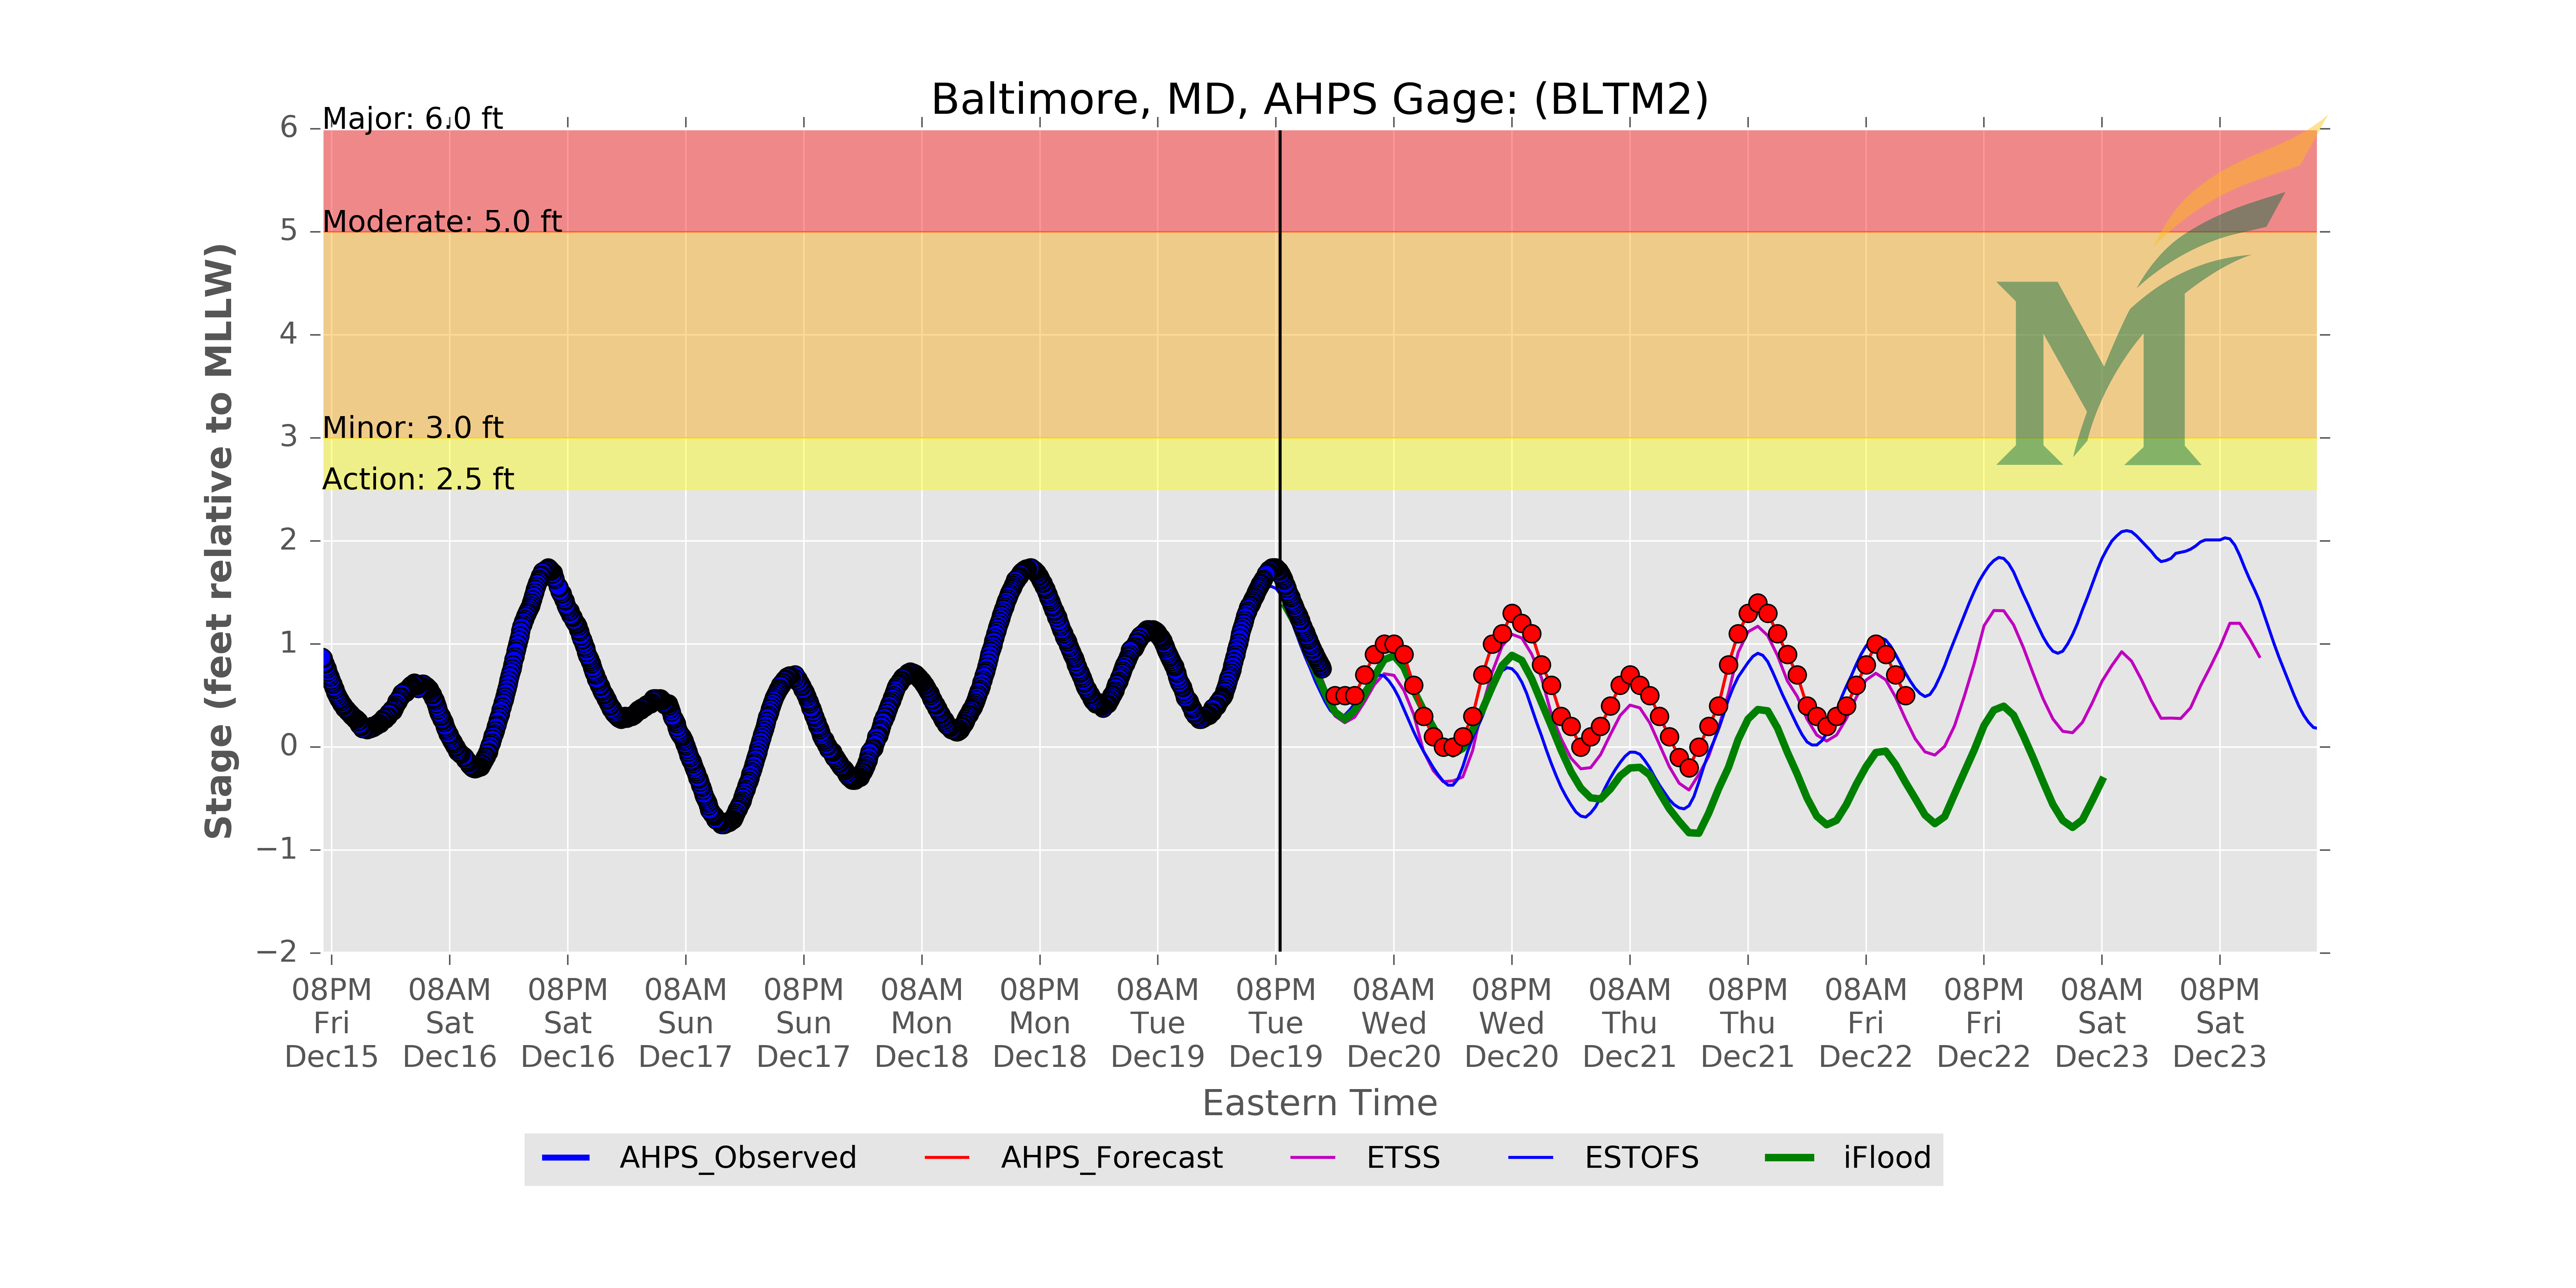 Baltimore, MD, AHPS Gage: (BLTM2)
Major: 6.0 ft
Moderate: 5.0 ft
Minor: 3.0 ft
Action: 2.5 ft
Stage (feet relative to MLLW)
6
5
4
3
2
1
0
−1
−2
08PM 08AM 08PM 08AM 08PM 08AM 08PM 08AM 08PM 08AM 08PM 08AM 08PM 08AM 08PM 08AM 08PM
Fri Sat Sat Sun Sun Mon Mon Tue Tue Wed Wed Thu Thu Fri Fri Sat Sat
Dec15 Dec16 Dec16 Dec17 Dec17 Dec18 Dec18 Dec19 Dec19 Dec20 Dec20 Dec21 Dec21 Dec22 Dec22 Dec23 Dec23
Eastern Time
AHPS_Observed AHPS_Forecast ETSS ESTOFS iFlood
M